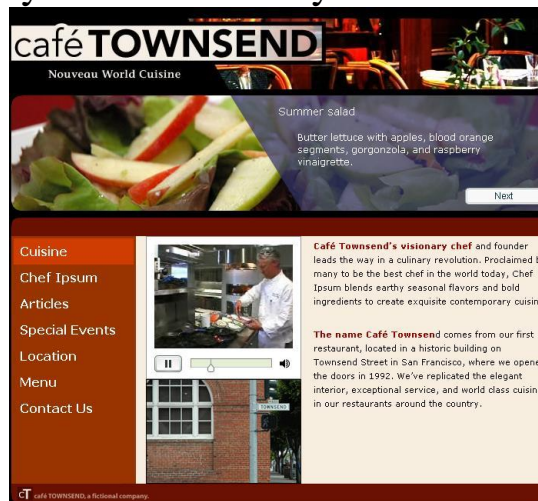 café TOWNSEND
Nouveau World Cuisine
Summer salad
Butter lettuce with apples, blood orange
segments, gorgonzola, and raspberry
vinaigrette.
Next
Cuisine
Chef Ipsum
Articles
Special Events
Location
Menu
Contact Us
TOWNSEND
Café Townsend's visionary chef and founder
leads the way in a culinary revolution. Proclaimed
many to be the best chef in the world today, Chef
Ipsum blends earthy seasonal flavors and bold
ingredients to create exquisite contemporary cuisin
The name Café Townsend comes from our first
restaurant, located in a historic building on
Townsend Street in San Francisco, where we opene
the doors in 1992. We've replicated the elegant
interior, exceptional service, and world class cuisin
in our restaurants around the country.
cT café TOWNSEND, a fictional company.